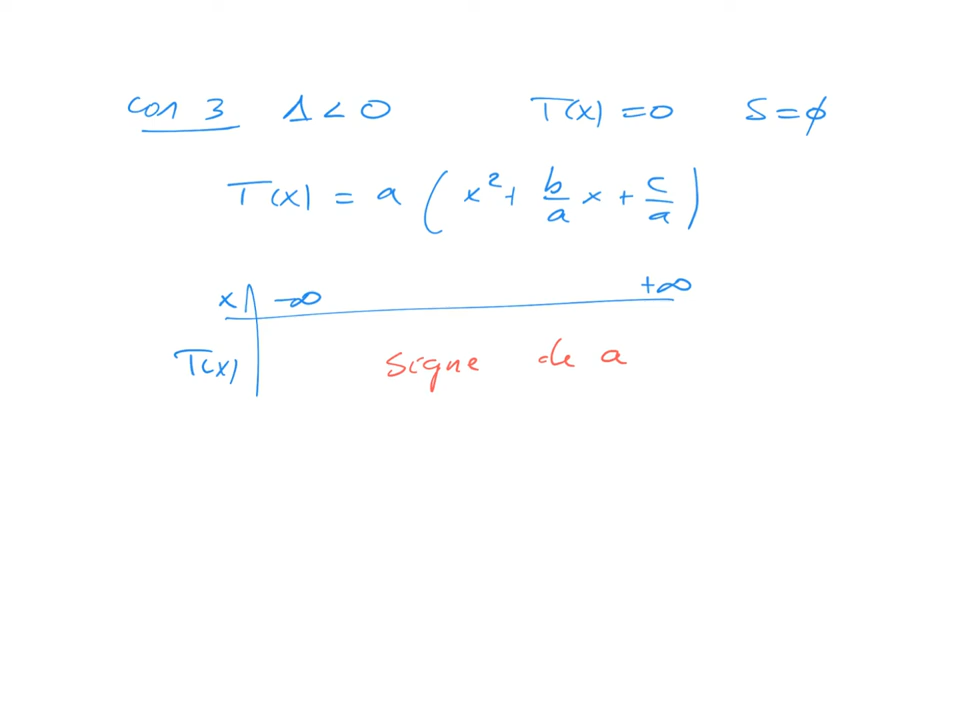 cas 3 Δ < 0 T(x) = 0 S = ϕ
T(x) = a ( x² + b/a x + c/a )
x -∞ +∞
T(x) signe de a